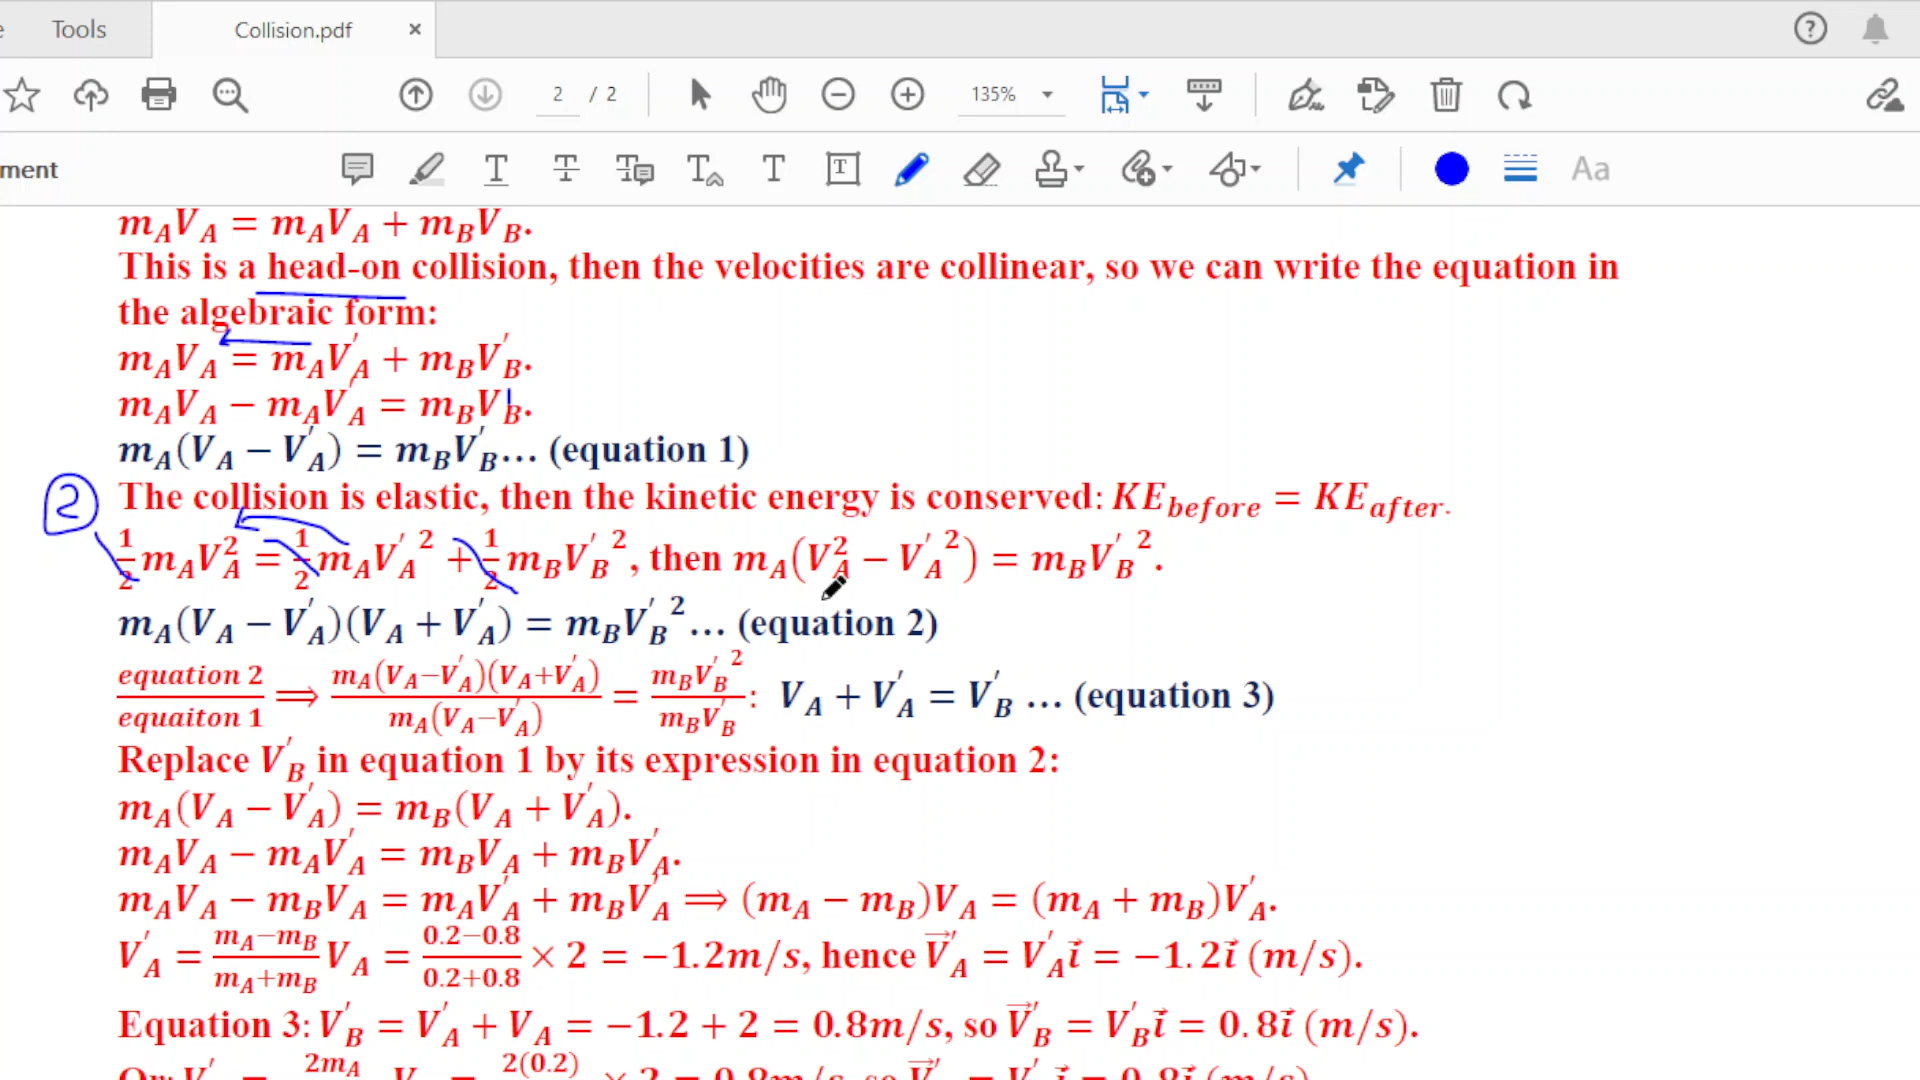 Tools
Collision.pdf ×
2 / 2
135%
ment
T T T T T T Aa
m_A V_A = m_A V_A + m_B V_B.
This is a head-on collision, then the velocities are collinear, so we can write the equation in
the algebraic form:
m_A V_A = m_A V'_A + m_B V'_B.
m_A V_A − m_A V'_A = m_B V'_B.
m_A(V_A − V'_A) = m_B V'_B… (equation 1)
② The collision is elastic, then the kinetic energy is conserved: KE_before = KE_after.
1/2 m_A V_A^2 = 1/2 m_A V'_A^2 + 1/2 m_B V'_B^2, then m_A(V_A^2 − V'_A^2) = m_B V'_B^2.
m_A(V_A − V'_A)(V_A + V'_A) = m_B V'_B^2… (equation 2)
equation 2/equaiton 1 ⟹ m_A(V_A−V'_A)(V_A+V'_A)/m_A(V_A−V'_A) = m_B V'_B^2/m_B V'_B: V_A + V'_A = V'_B … (equation 3)
Replace V'_B in equation 1 by its expression in equation 2:
m_A(V_A − V'_A) = m_B(V_A + V'_A).
m_A V_A − m_A V'_A = m_B V_A + m_B V'_A.
m_A V_A − m_B V_A = m_A V'_A + m_B V'_A ⟹ (m_A − m_B)V_A = (m_A + m_B)V'_A.
V'_A = m_A−m_B/m_A+m_B V_A = 0.2−0.8/0.2+0.8 × 2 = −1.2m/s, hence V⃗'_A = V'_A i⃗ = −1.2i⃗ (m/s).
Equation 3: V'_B = V'_A + V_A = −1.2 + 2 = 0.8m/s, so V⃗'_B = V'_B i⃗ = 0.8i⃗ (m/s).
2m_A 2(0.2)